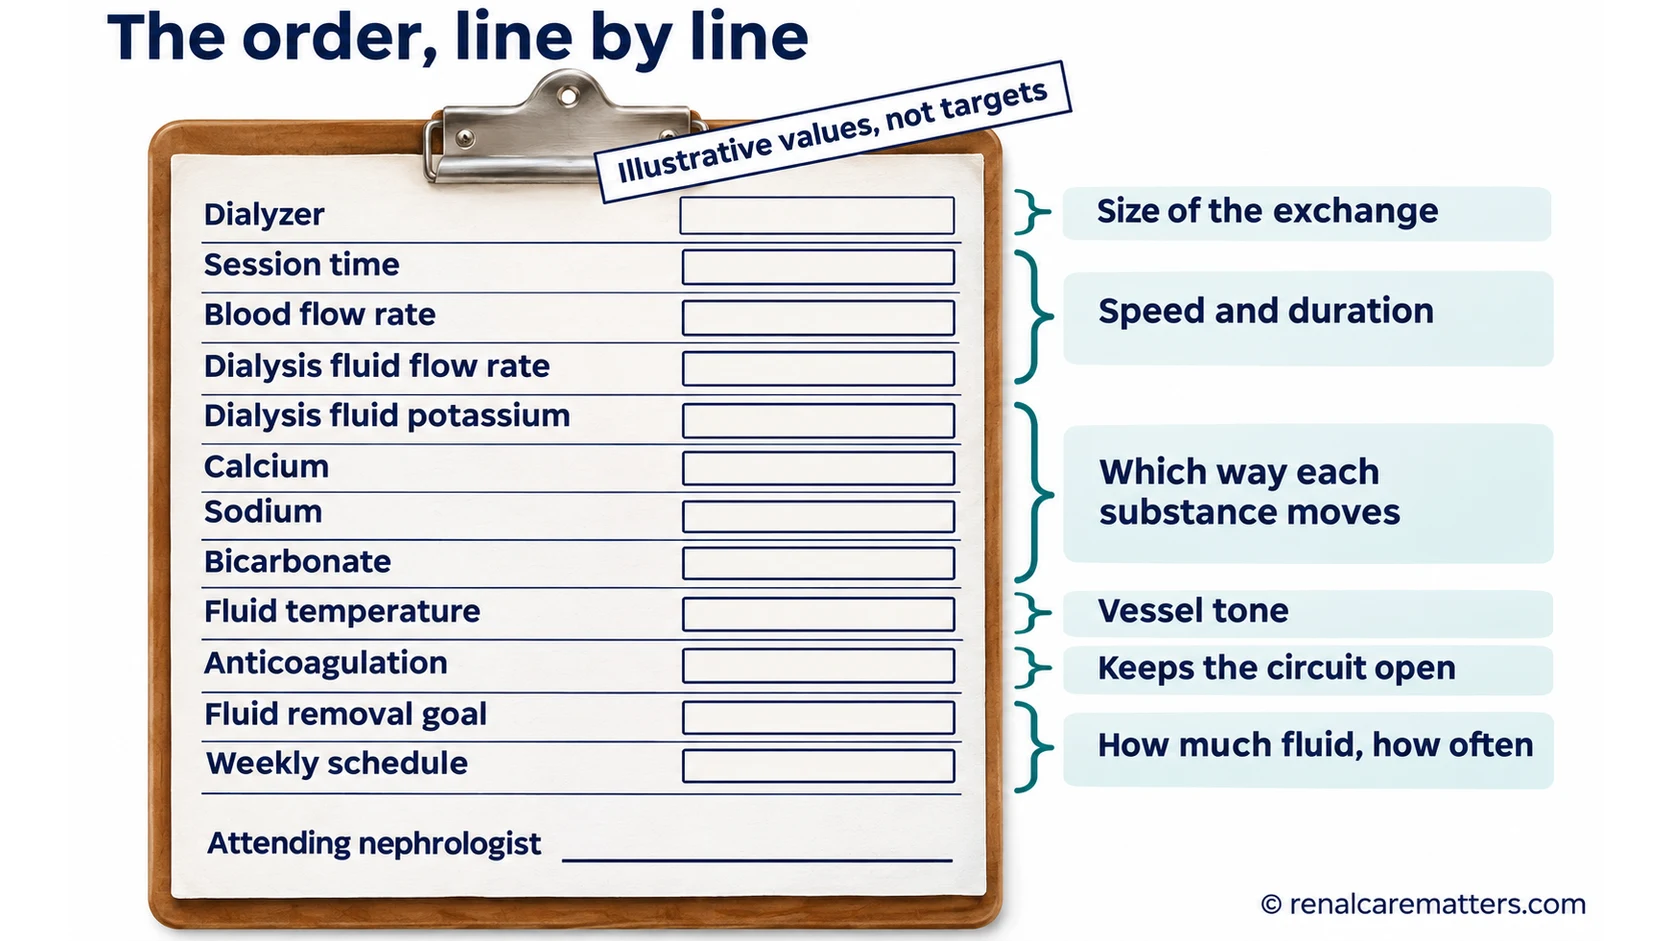 The order, line by line
Illustrative values, not targets
Dialyzer
Size of the exchange
Session time
Blood flow rate
Speed and duration
Dialysis fluid flow rate
Dialysis fluid potassium
Calcium
Which way each
substance moves
Sodium
Bicarbonate
Fluid temperature
Vessel tone
Anticoagulation
Keeps the circuit open
Fluid removal goal
How much fluid, how often
Weekly schedule
Attending nephrologist
© renalcarematters.com